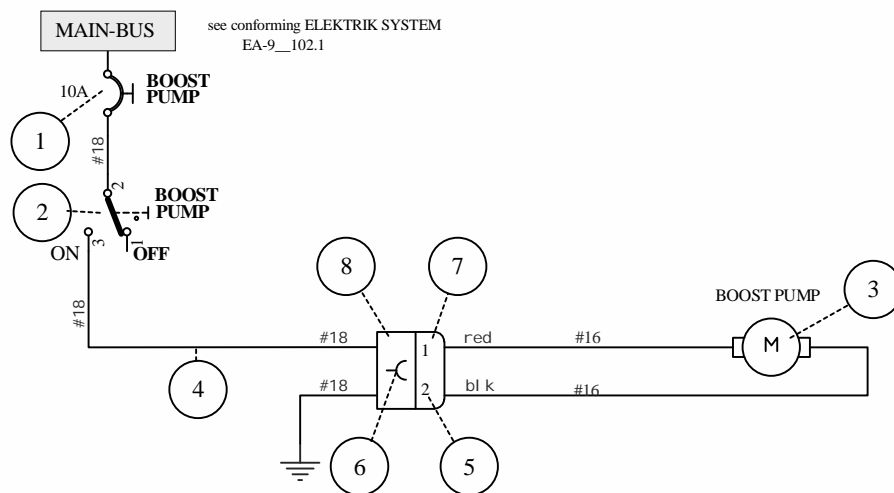 MAIN-BUS
see conforming ELEKTRIK SYSTEM
EA-9__102.1
10A
BOOST
PUMP
1
#18
2
2
BOOST
PUMP
ON
3
1
OFF
8
7
3
BOOST PUMP
#18
#18
1
red
#16
M
4
#18
2
blk
#16
6
5